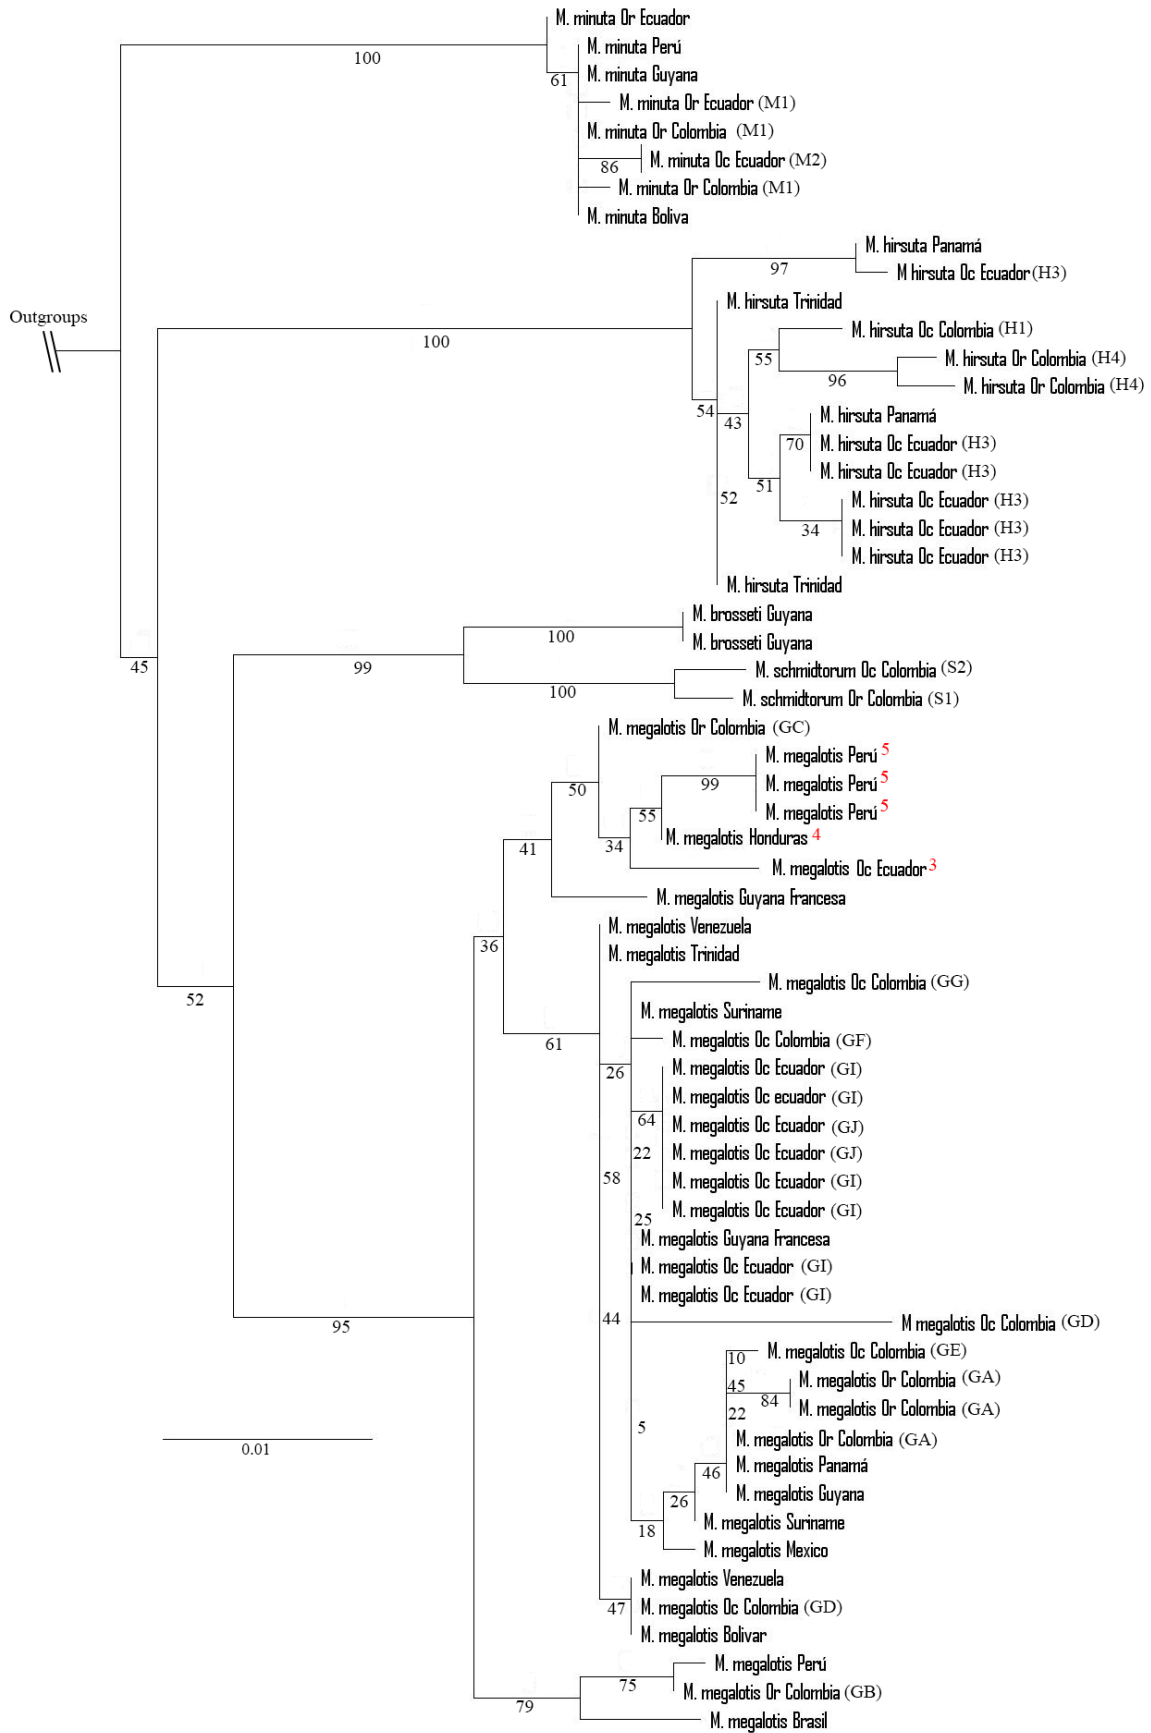 M. minuta Or Ecuador
M. minuta Perú
100
M. minuta Guyana
61
M. minuta Or Ecuador (M1)
M. minuta Or Colombia (M1)
M. minuta Oc Ecuador (M2)
86
M. minuta Or Colombia (M1)
M. minuta Boliva
M. hirsuta Panamá
97
M hirsuta Oc Ecuador (H3)
M. hirsuta Trinidad
Outgroups
M. hirsuta Oc Colombia (H1)
100
55
M. hirsuta Or Colombia (H4)
96
M. hirsuta Or Colombia (H4)
54
43
M. hirsuta Panamá
70
M. hirsuta Oc Ecuador (H3)
M. hirsuta Oc Ecuador (H3)
51
52
M. hirsuta Oc Ecuador (H3)
34
M. hirsuta Oc Ecuador (H3)
M. hirsuta Oc Ecuador (H3)
M. hirsuta Trinidad
M. brosseti Guyana
100
M. brosseti Guyana
45
99
M. schmidtorum Oc Colombia (S2)
100
M. schmidtorum Or Colombia (S1)
M. megalotis Or Colombia (GC)
M. megalotis Perú 5
99
M. megalotis Perú 5
50
M. megalotis Perú 5
55
M. megalotis Honduras 4
41
34
M. megalotis Oc Ecuador 3
M. megalotis Guyana Francesa
M. megalotis Venezuela
36
M. megalotis Trinidad
M. megalotis Oc Colombia (GG)
52
M. megalotis Suriname
61
M. megalotis Oc Colombia (GF)
26
M. megalotis Oc Ecuador (GI)
M. megalotis Oc ecuador (GI)
64
M. megalotis Oc Ecuador (GJ)
22
M. megalotis Oc Ecuador (GJ)
58
M. megalotis Oc Ecuador (GI)
25
M. megalotis Oc Ecuador (GI)
M. megalotis Guyana Francesa
M. megalotis Oc Ecuador (GI)
M. megalotis Oc Ecuador (GI)
95
44
M megalotis Oc Colombia (GD)
10
M. megalotis Oc Colombia (GE)
45
M. megalotis Or Colombia (GA)
84
22
M. megalotis Or Colombia (GA)
5
M. megalotis Or Colombia (GA)
0.01
46
M. megalotis Panamá
M. megalotis Guyana
26
M. megalotis Suriname
18
M. megalotis Mexico
M. megalotis Venezuela
47
M. megalotis Oc Colombia (GD)
M. megalotis Bolivar
M. megalotis Perú
75
M. megalotis Or Colombia (GB)
79
M. megalotis Brasil